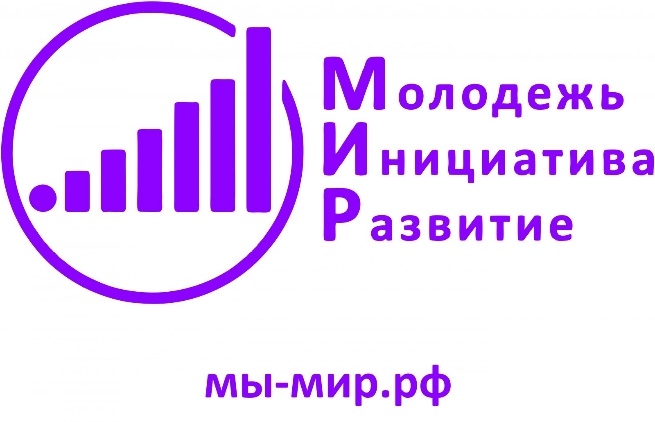 Молодежь
Инициатива
Развитие
мы-мир.рф